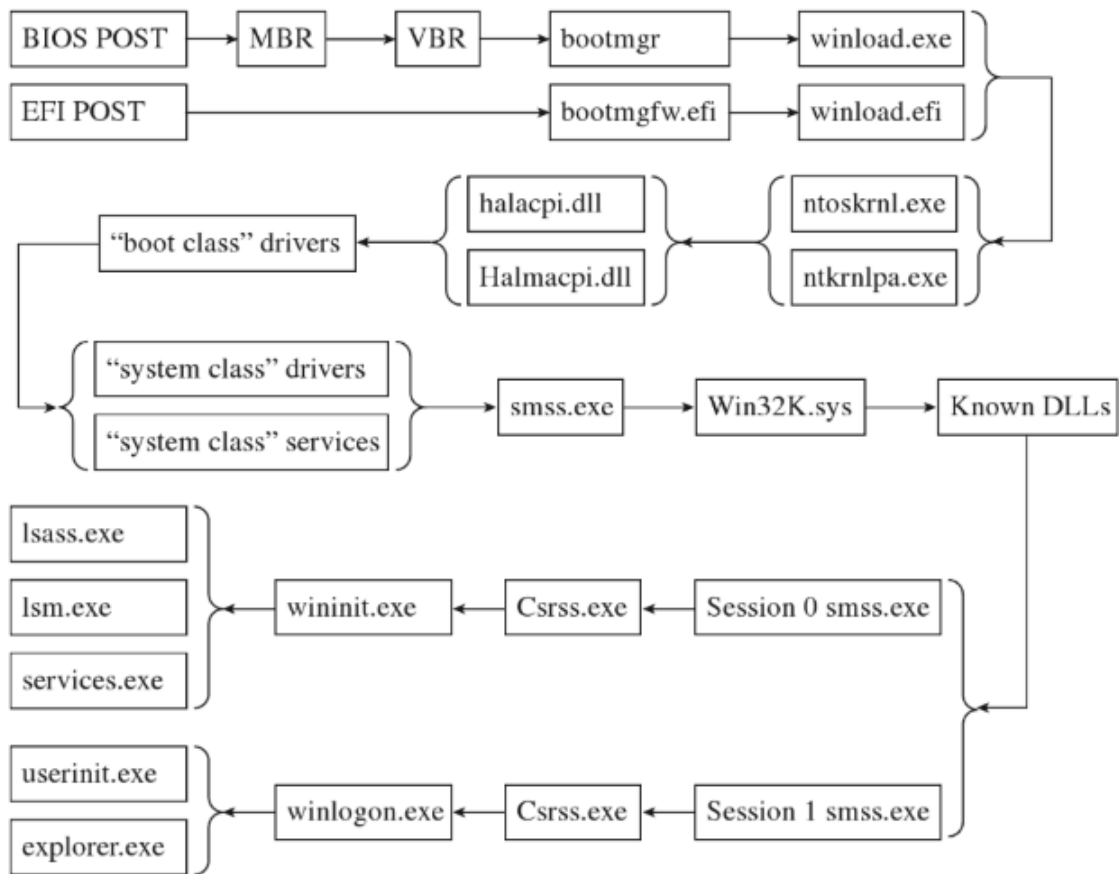 BIOS POST
MBR
VBR
bootmgr
winload.exe
EFI POST
bootmgfw.efi
winload.efi
halacpi.dll
ntoskrnl.exe
“boot class” drivers
Halmacpi.dll
ntkrnlpa.exe
“system class” drivers
“system class” services
smss.exe
Win32K.sys
Known DLLs
lsass.exe
lsm.exe
services.exe
wininit.exe
Csrss.exe
Session 0 smss.exe
userinit.exe
explorer.exe
winlogon.exe
Csrss.exe
Session 1 smss.exe